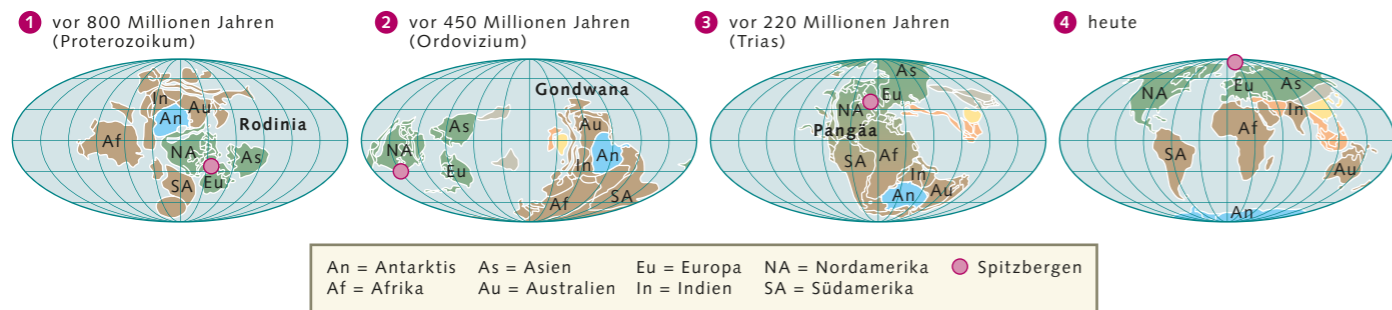 1 vor 800 Millionen Jahren
(Proterozoikum)
2 vor 450 Millionen Jahren
(Ordovizium)
3 vor 220 Millionen Jahren
(Trias)
4 heute
In
Au
An
Rodinia
Af
NA
As
SA
Eu
Gondwana
As
Au
NA
An
Eu
In
Af
SA
As
Eu
NA
Pangäa
SA
Af
In
An
Au
NA
Eu
As
In
Af
SA
Au
An
An = Antarktis As = Asien Eu = Europa NA = Nordamerika Spitzbergen
Af = Afrika Au = Australien In = Indien SA = Südamerika